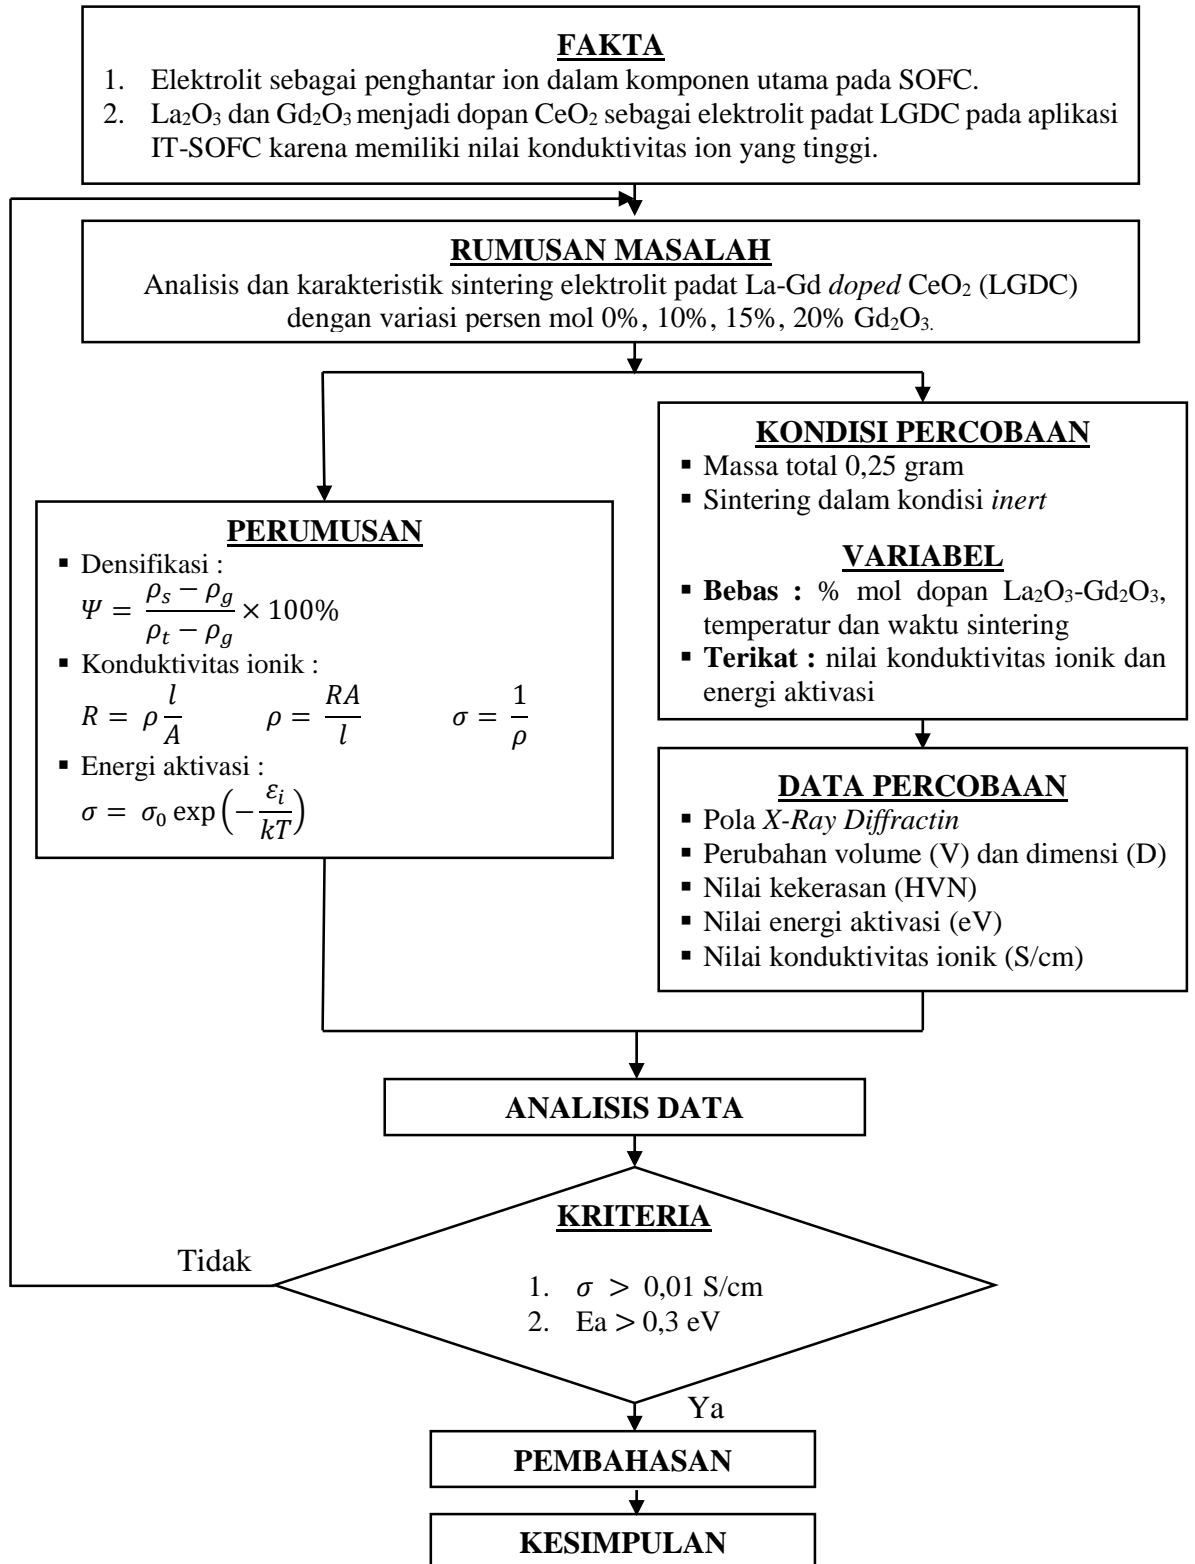 FAKTA
1. Elektrolit sebagai penghantar ion dalam komponen utama pada SOFC.
2. La₂O₃ dan Gd₂O₃ menjadi dopan CeO₂ sebagai elektrolit padat LGDC pada aplikasi
IT-SOFC karena memiliki nilai konduktivitas ion yang tinggi.
RUMUSAN MASALAH
Analisis dan karakteristik sintering elektrolit padat La-Gd doped CeO₂ (LGDC)
dengan variasi persen mol 0%, 10%, 15%, 20% Gd₂O₃.
PERUMUSAN
▪ Densifikasi :
Ψ = (ρ_s − ρ_g)/(ρ_t − ρ_g) × 100%
▪ Konduktivitas ionik :
R = ρ l/A    ρ = RA/l    σ = 1/ρ
▪ Energi aktivasi :
σ = σ₀ exp(−ε_i/kT)
KONDISI PERCOBAAN
▪ Massa total 0,25 gram
▪ Sintering dalam kondisi inert
VARIABEL
▪ Bebas : % mol dopan La₂O₃-Gd₂O₃,
temperatur dan waktu sintering
▪ Terikat : nilai konduktivitas ionik dan
energi aktivasi
DATA PERCOBAAN
▪ Pola X-Ray Diffractin
▪ Perubahan volume (V) dan dimensi (D)
▪ Nilai kekerasan (HVN)
▪ Nilai energi aktivasi (eV)
▪ Nilai konduktivitas ionik (S/cm)
ANALISIS DATA
KRITERIA
Tidak
1. σ > 0,01 S/cm
2. Ea > 0,3 eV
Ya
PEMBAHASAN
KESIMPULAN